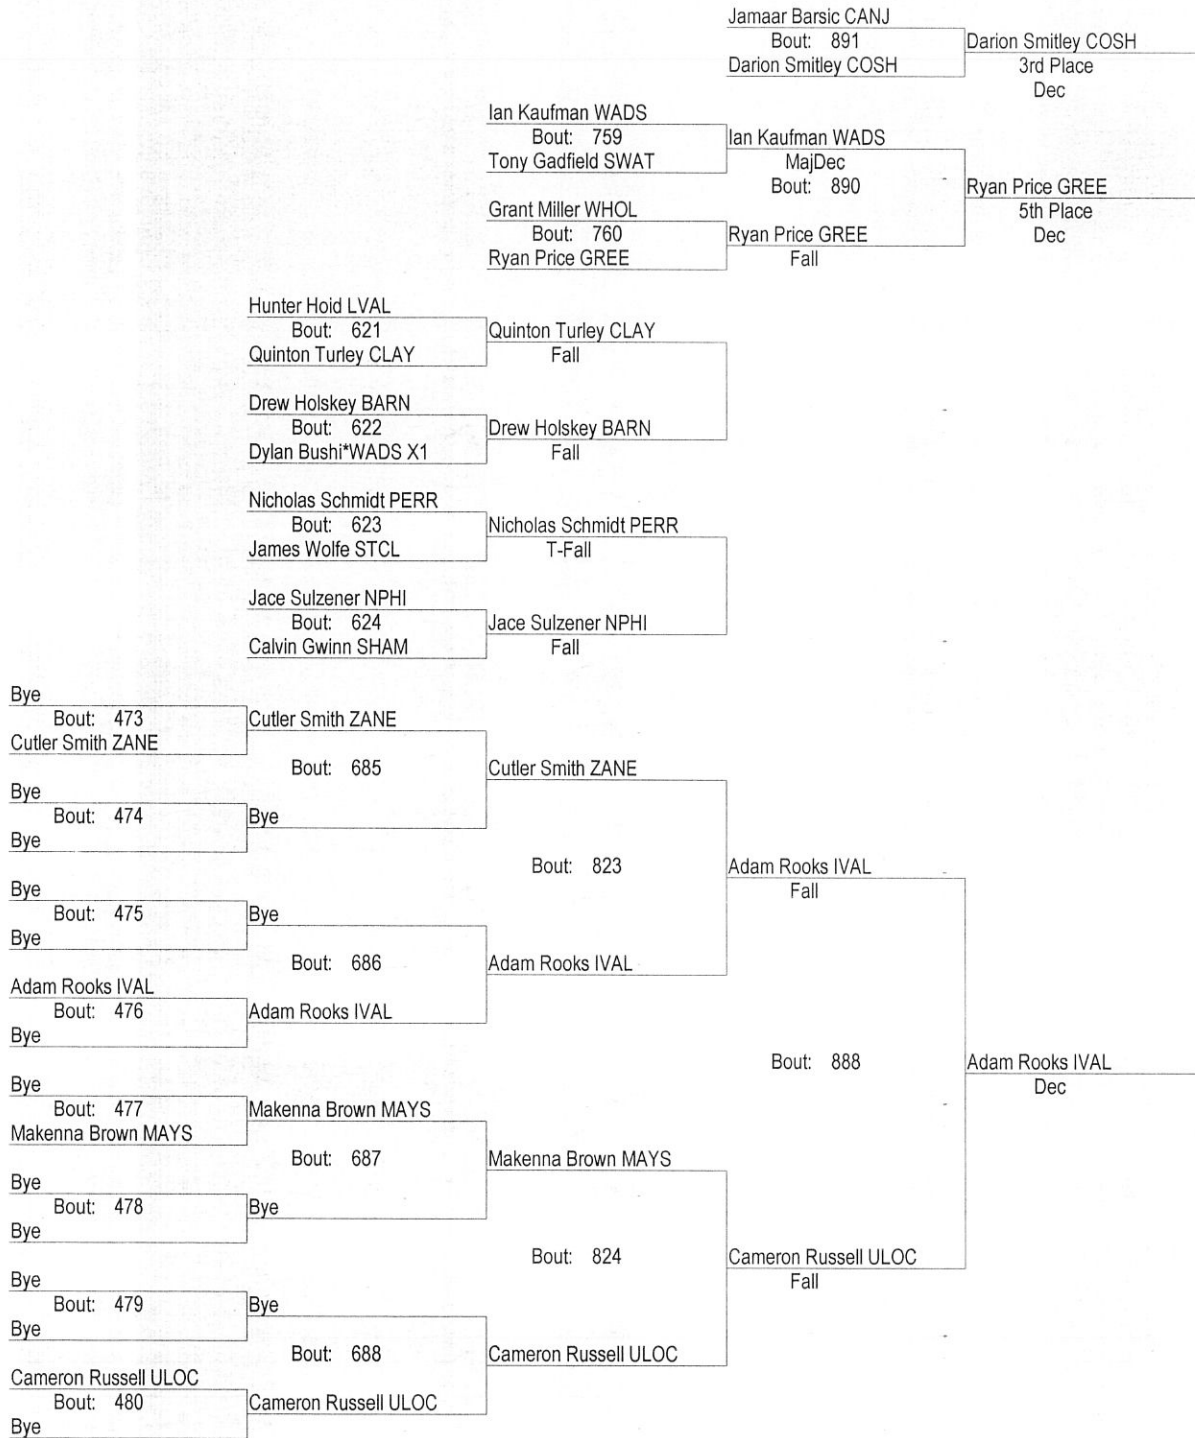 Jamaar Barsic CANJ
Bout: 891
Darion Smitley COSH
Darion Smitley COSH
3rd Place
Dec
Ian Kaufman WADS
Bout: 759
Tony Gadfield SWAT
Ian Kaufman WADS
MajDec
Bout: 890
Ryan Price GREE
5th Place
Dec
Grant Miller WHOL
Bout: 760
Ryan Price GREE
Ryan Price GREE
Fall
Hunter Hoid LVAL
Bout: 621
Quinton Turley CLAY
Quinton Turley CLAY
Fall
Drew Holskey BARN
Bout: 622
Dylan Bushi*WADS X1
Drew Holskey BARN
Fall
Nicholas Schmidt PERR
Bout: 623
James Wolfe STCL
Nicholas Schmidt PERR
T-Fall
Jace Sulzener NPHI
Bout: 624
Calvin Gwinn SHAM
Jace Sulzener NPHI
Fall
Bye
Bout: 473
Cutler Smith ZANE
Cutler Smith ZANE
Bout: 685
Cutler Smith ZANE
Bye
Bout: 474
Bye
Bye
Bout: 823
Adam Rooks IVAL
Fall
Bye
Bout: 475
Bye
Bye
Bout: 686
Adam Rooks IVAL
Adam Rooks IVAL
Bout: 476
Bye
Adam Rooks IVAL
Bout: 888
Adam Rooks IVAL
Dec
Bye
Bout: 477
Makenna Brown MAYS
Makenna Brown MAYS
Bout: 687
Makenna Brown MAYS
Bye
Bout: 478
Bye
Bye
Bout: 824
Cameron Russell ULOC
Fall
Bye
Bout: 479
Bye
Bye
Bout: 688
Cameron Russell ULOC
Cameron Russell ULOC
Bout: 480
Bye
Cameron Russell ULOC